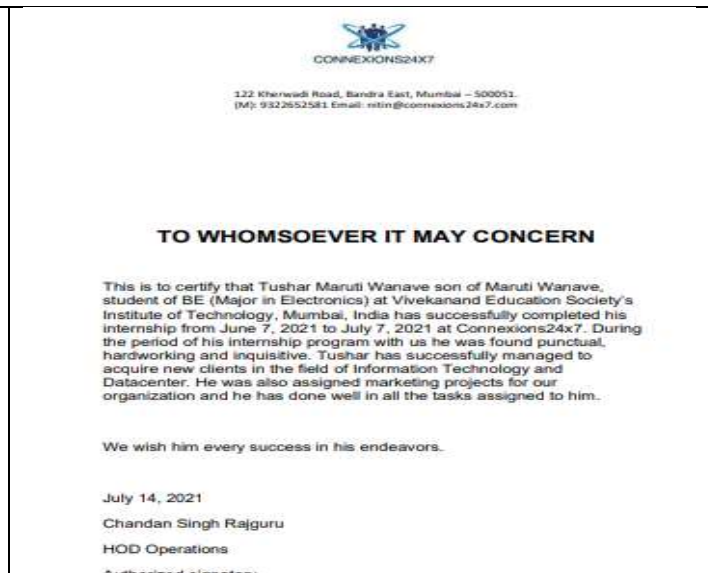 CONNEXIONS24X7
122 Kherwadi Road, Bandra East, Mumbai – 500051.
(M): 9322652581 Email: nitin@connexions24x7.com
TO WHOMSOEVER IT MAY CONCERN
This is to certify that Tushar Maruti Wanave son of Maruti Wanave,
student of BE (Major in Electronics) at Vivekanand Education Society's
Institute of Technology, Mumbai, India has successfully completed his
internship from June 7, 2021 to July 7, 2021 at Connexions24x7. During
the period of his internship program with us he was found punctual,
hardworking and inquisitive. Tushar has successfully managed to
acquire new clients in the field of Information Technology and
Datacenter. He was also assigned marketing projects for our
organization and he has done well in all the tasks assigned to him.
We wish him every success in his endeavors.
July 14, 2021
Chandan Singh Rajguru
HOD Operations